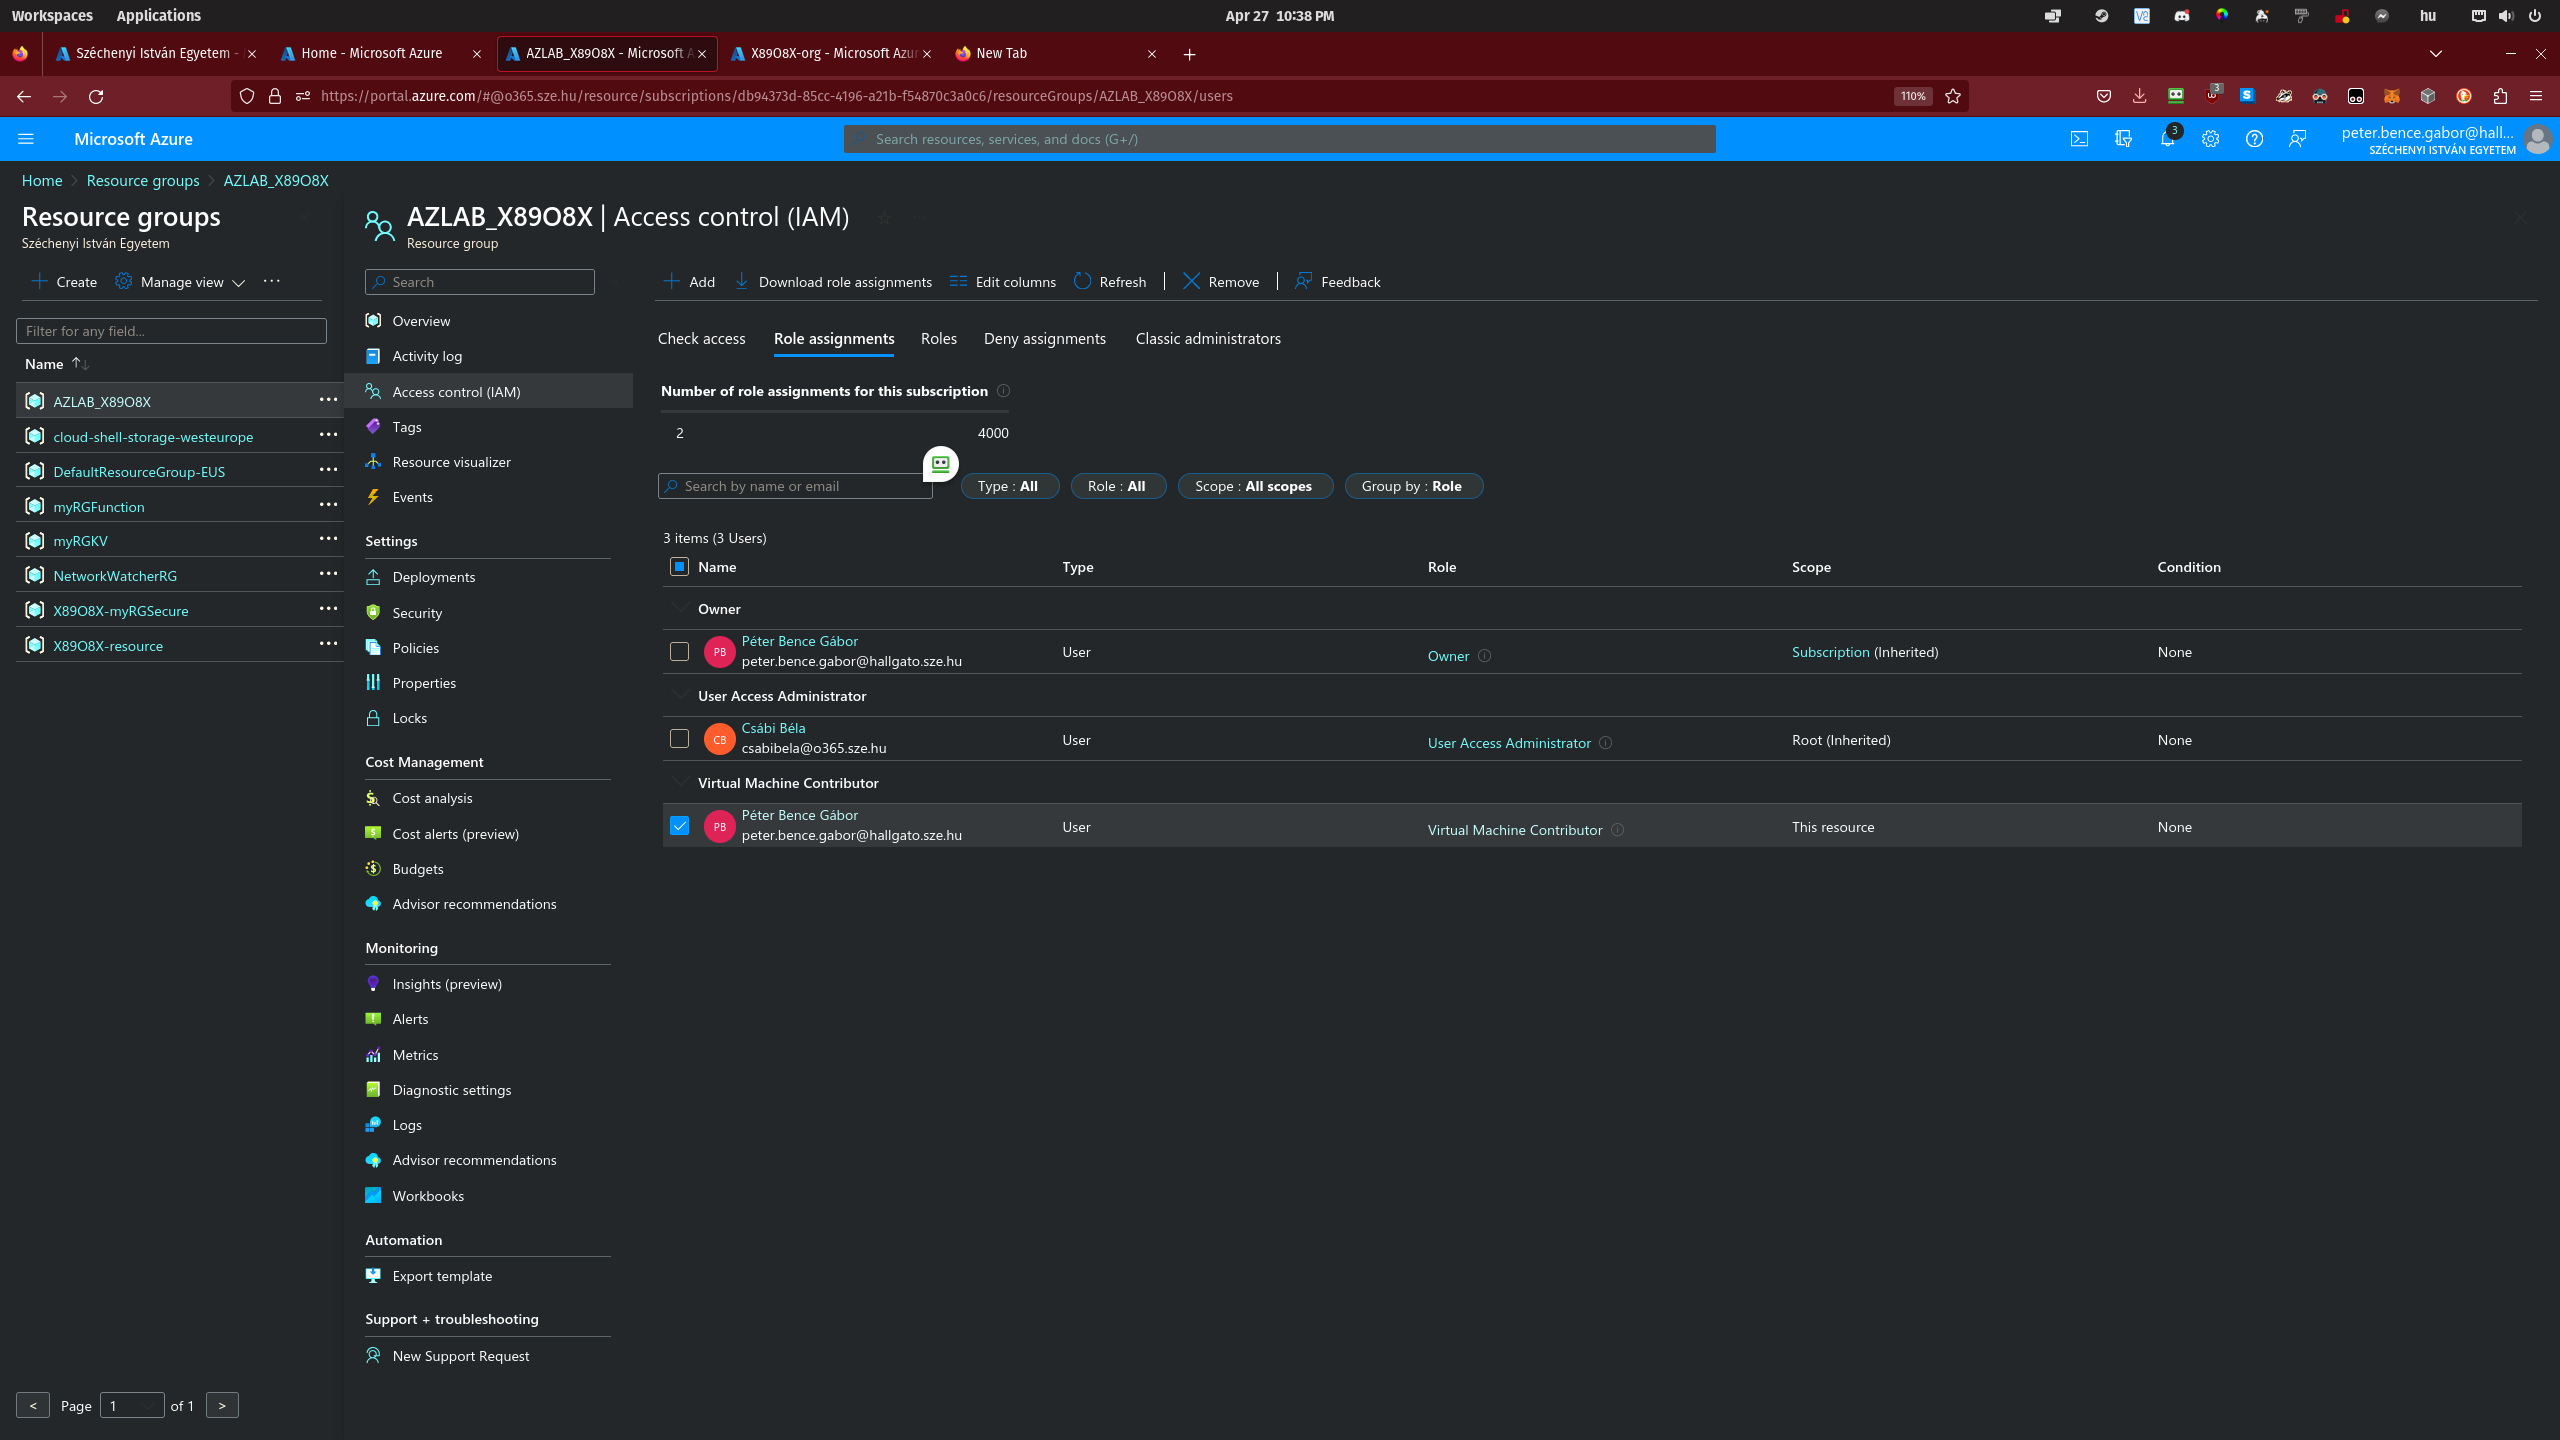 Workspaces Applications Apr 27 10:38 PM hu
Széchenyi István Egyetem - Home - Microsoft Azure AZLAB_X89O8X - Microsoft A X89O8X-org - Microsoft Azur New Tab
https://portal.azure.com/#@o365.sze.hu/resource/subscriptions/db94373d-85cc-4196-a21b-f54870c3a0c6/resourceGroups/AZLAB_X89O8X/users 110% 3
Microsoft Azure Search resources, services, and docs (G+/) 3 peter.bence.gabor@hall...
SZÉCHENYI ISTVÁN EGYETEM
Home > Resource groups > AZLAB_X89O8X
Resource groups
Széchenyi István Egyetem
Create Manage view ...
Filter for any field...
Name ↑↓
AZLAB_X89O8X ...
cloud-shell-storage-westeurope ...
DefaultResourceGroup-EUS ...
myRGFunction ...
myRGKV ...
NetworkWatcherRG ...
X89O8X-myRGSecure ...
X89O8X-resource ...
< Page 1 of 1 >
AZLAB_X89O8X | Access control (IAM)
Resource group
Search
Overview
Activity log
Access control (IAM)
Tags
Resource visualizer
Events
Settings
Deployments
Security
Policies
Properties
Locks
Cost Management
Cost analysis
Cost alerts (preview)
Budgets
Advisor recommendations
Monitoring
Insights (preview)
Alerts
Metrics
Diagnostic settings
Logs
Advisor recommendations
Workbooks
Automation
Export template
Support + troubleshooting
New Support Request
Add Download role assignments Edit columns Refresh Remove Feedback
Check access Role assignments Roles Deny assignments Classic administrators
Number of role assignments for this subscription
2 4000
Search by name or email Type : All Role : All Scope : All scopes Group by : Role
3 items (3 Users)
Name Type Role Scope Condition
Owner
PB Péter Bence Gábor
peter.bence.gabor@hallgato.sze.hu User Owner Subscription (Inherited) None
User Access Administrator
CB Csábi Béla
csabibela@o365.sze.hu User User Access Administrator Root (Inherited) None
Virtual Machine Contributor
PB Péter Bence Gábor
peter.bence.gabor@hallgato.sze.hu User Virtual Machine Contributor This resource None